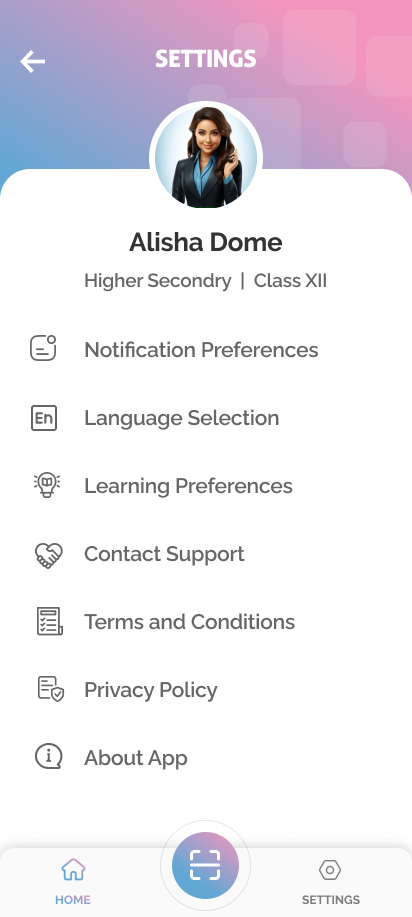 SETTINGS
Alisha Dome
Higher Secondry | Class XII
Notification Preferences
En
Language Selection
Learning Preferences
Contact Support
Terms and Conditions
Privacy Policy
About App
HOME
SETTINGS